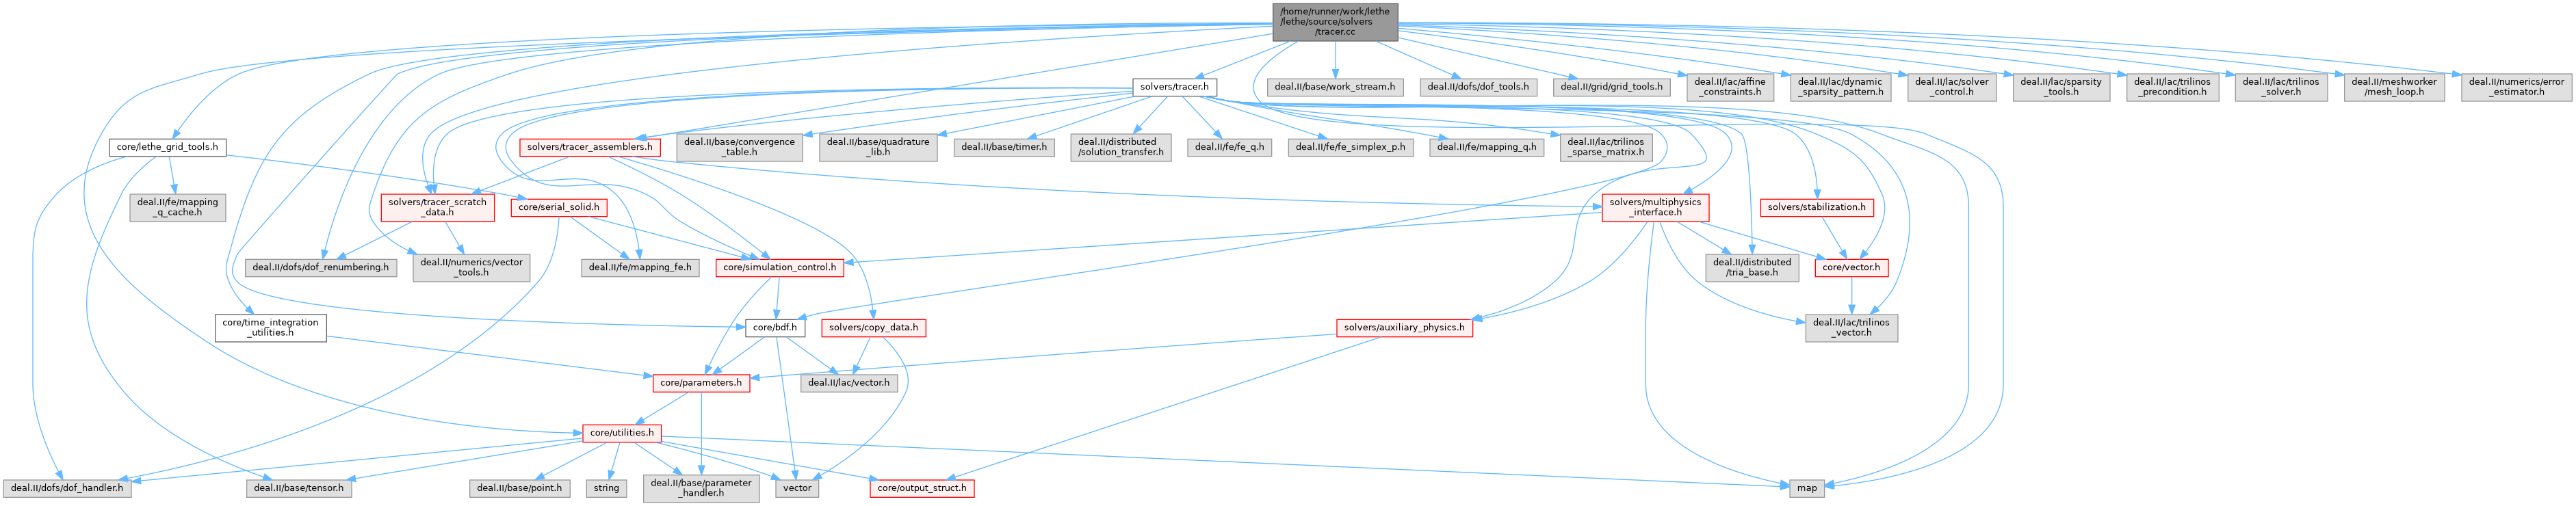 /home/runner/work/lethe
/lethe/source/solvers
/tracer.cc
solvers/tracer.h
deal.II/base/work_stream.h
deal.II/dofs/dof_tools.h
deal.II/grid/grid_tools.h
deal.II/lac/affine
_constraints.h
deal.II/lac/dynamic
_sparsity_pattern.h
deal.II/lac/solver
_control.h
deal.II/lac/sparsity
_tools.h
deal.II/lac/trilinos
_precondition.h
deal.II/lac/trilinos
_solver.h
deal.II/meshworker
/mesh_loop.h
deal.II/numerics/error
_estimator.h
core/lethe_grid_tools.h
solvers/tracer_assemblers.h
deal.II/base/convergence
_table.h
deal.II/base/quadrature
_lib.h
deal.II/base/timer.h
deal.II/distributed
/solution_transfer.h
deal.II/fe/fe_q.h
deal.II/fe/fe_simplex_p.h
deal.II/fe/mapping_q.h
deal.II/lac/trilinos
_sparse_matrix.h
deal.II/fe/mapping
_q_cache.h
solvers/tracer_scratch
_data.h
core/serial_solid.h
solvers/multiphysics
_interface.h
solvers/stabilization.h
deal.II/dofs/dof_renumbering.h
deal.II/numerics/vector
_tools.h
deal.II/fe/mapping_fe.h
core/simulation_control.h
deal.II/distributed
/tria_base.h
core/vector.h
core/time_integration
_utilities.h
core/bdf.h
solvers/copy_data.h
solvers/auxiliary_physics.h
deal.II/lac/trilinos
_vector.h
core/parameters.h
deal.II/lac/vector.h
core/utilities.h
deal.II/dofs/dof_handler.h
deal.II/base/tensor.h
deal.II/base/point.h
string
deal.II/base/parameter
_handler.h
vector
core/output_struct.h
map